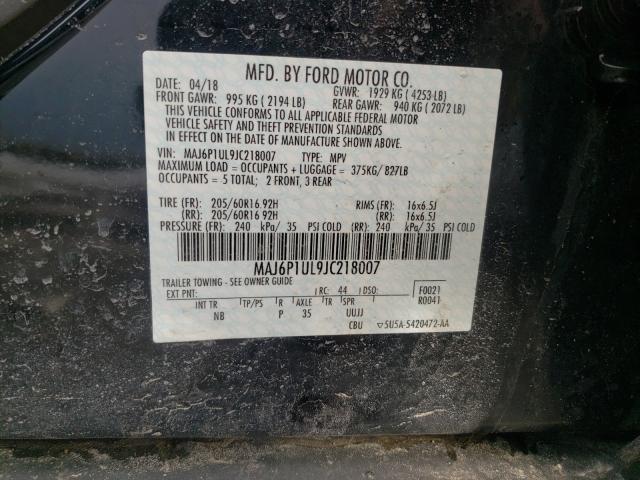 MFD. BY FORD MOTOR CO.
DATE: 04/18 GVWR: 1929 KG ( 4253 LB)
FRONT GAWR: 995 KG ( 2194 LB) REAR GAWR: 940 KG ( 2072 LB)
THIS VEHICLE CONFORMS TO ALL APPLICABLE FEDERAL MOTOR
VEHICLE SAFETY AND THEFT PREVENTION STANDARDS
IN EFFECT ON THE DATE OF MANUFACTURE SHOWN ABOVE.
VIN: MAJ6P1UL9JC218007 TYPE: MPV
MAXIMUM LOAD = OCCUPANTS + LUGGAGE = 375KG/ 827LB
OCCUPANTS = 5 TOTAL; 2 FRONT, 3 REAR
TIRE (FR): 205/60R16 92H RIMS (FR): 16x6.5J
(RR): 205/60R16 92H (RR): 16x6.5J
PRESSURE (FR): 240 kPa/ 35 PSI COLD (RR): 240 kPa/ 35 PSI COLD
MAJ6P1UL9JC218007
TRAILER TOWING - SEE OWNER GUIDE
EXT PNT: RC: 44 DSO: F0021
R0041
INT TR TP/PS R AXLE TR SPR
NB P 35 UUJJ
CBU 5U5A-5420472-AA